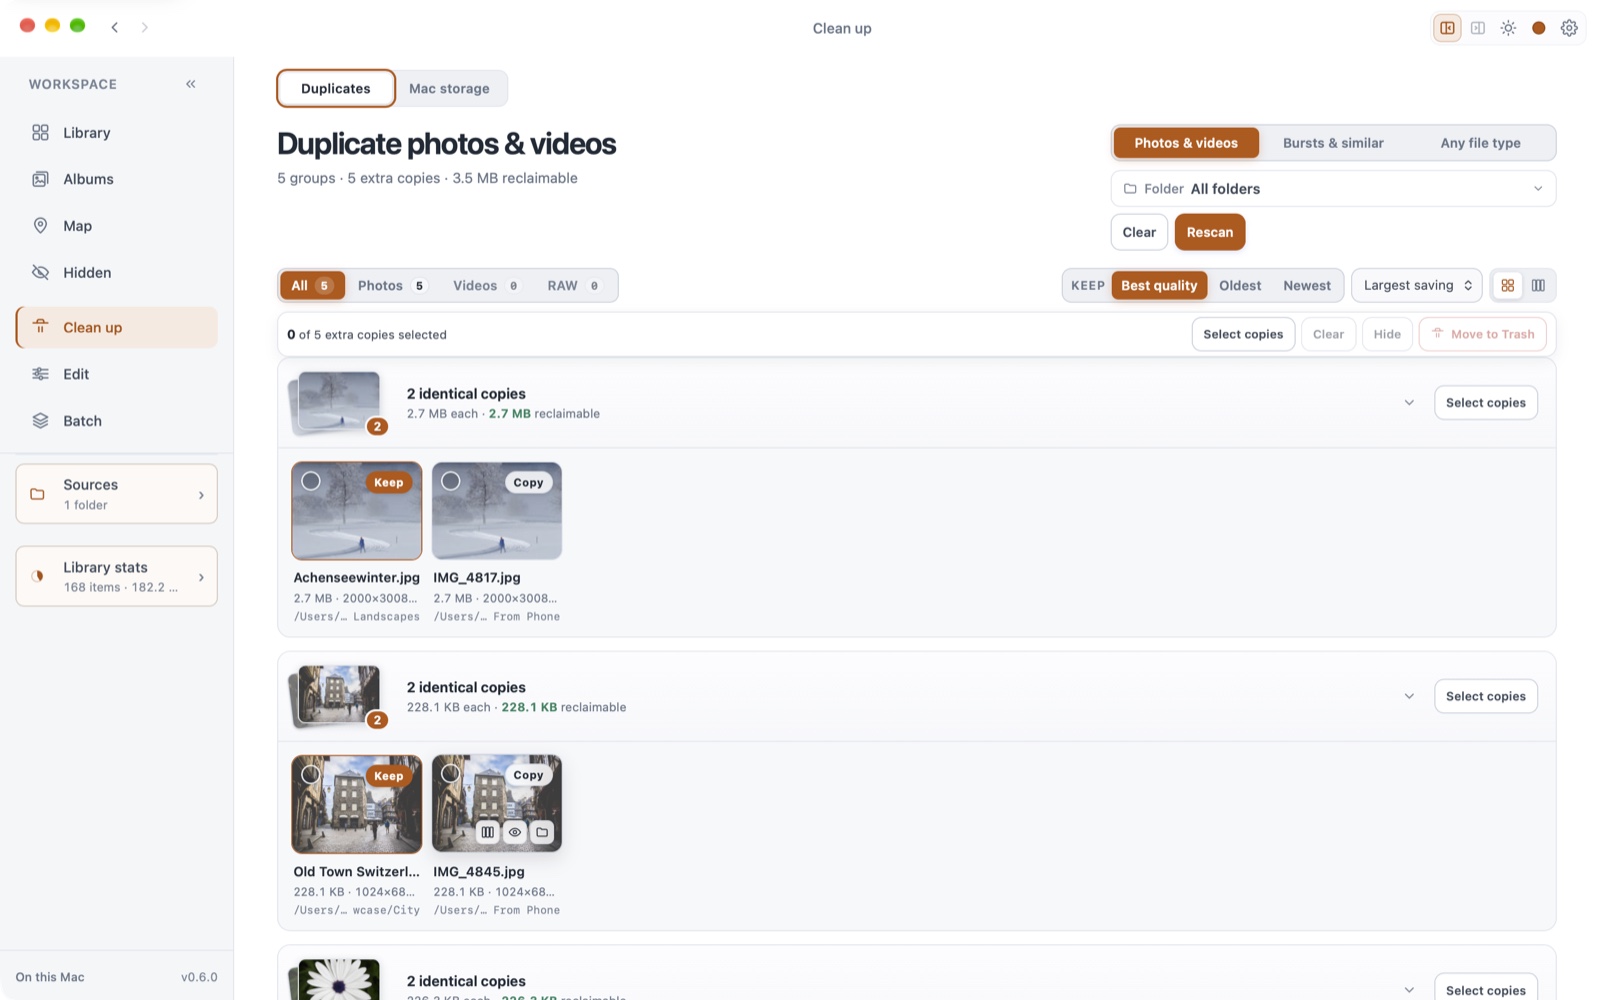 Clean up
WORKSPACE
Library
Albums
Map
Hidden
Clean up
Edit
Batch
Sources
1 folder
Library stats
168 items · 182.2 ...
On this Mac
v0.6.0
Duplicates
Mac storage
Duplicate photos & videos
5 groups · 5 extra copies · 3.5 MB reclaimable
Photos & videos
Bursts & similar
Any file type
Folder All folders
Clear
Rescan
All 5
Photos 5
Videos 0
RAW 0
KEEP
Best quality
Oldest
Newest
Largest saving
0 of 5 extra copies selected
Select copies
Clear
Hide
Move to Trash
2
2 identical copies
2.7 MB each · 2.7 MB reclaimable
Select copies
Keep
Copy
Achenseewinter.jpg
2.7 MB · 2000×3008...
/Users/… Landscapes
IMG_4817.jpg
2.7 MB · 2000×3008...
/Users/… From Phone
2
2 identical copies
228.1 KB each · 228.1 KB reclaimable
Select copies
Keep
Copy
Old Town Switzerl...
228.1 KB · 1024×68...
/Users/… wcase/City
IMG_4845.jpg
228.1 KB · 1024×68...
/Users/… From Phone
2 identical copies
Select copies